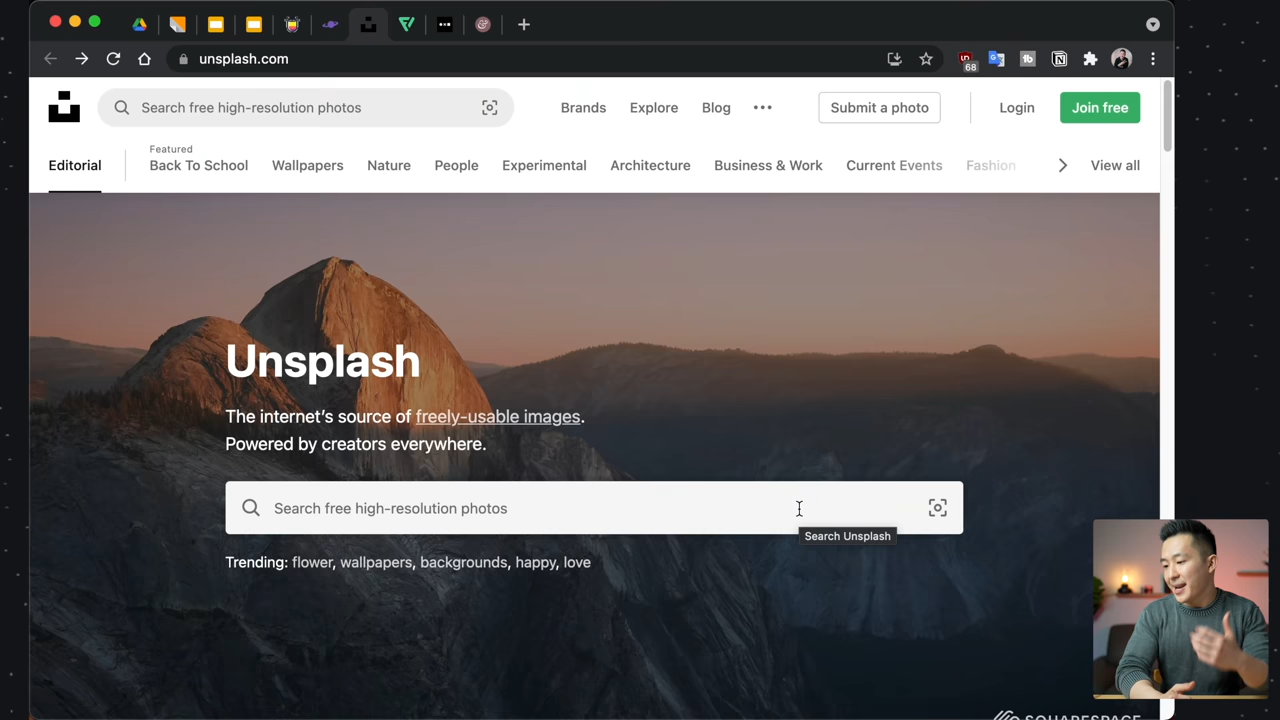 unsplash.com
68
Search free high-resolution photos
Brands
Explore
Blog
Submit a photo
Login
Join free
Editorial
Featured
Back To School
Wallpapers
Nature
People
Experimental
Architecture
Business & Work
Current Events
Fashion
View all
Unsplash
The internet's source of freely-usable images.
Powered by creators everywhere.
Search free high-resolution photos
Search Unsplash
Trending: flower, wallpapers, backgrounds, happy, love
SQUARESPACE